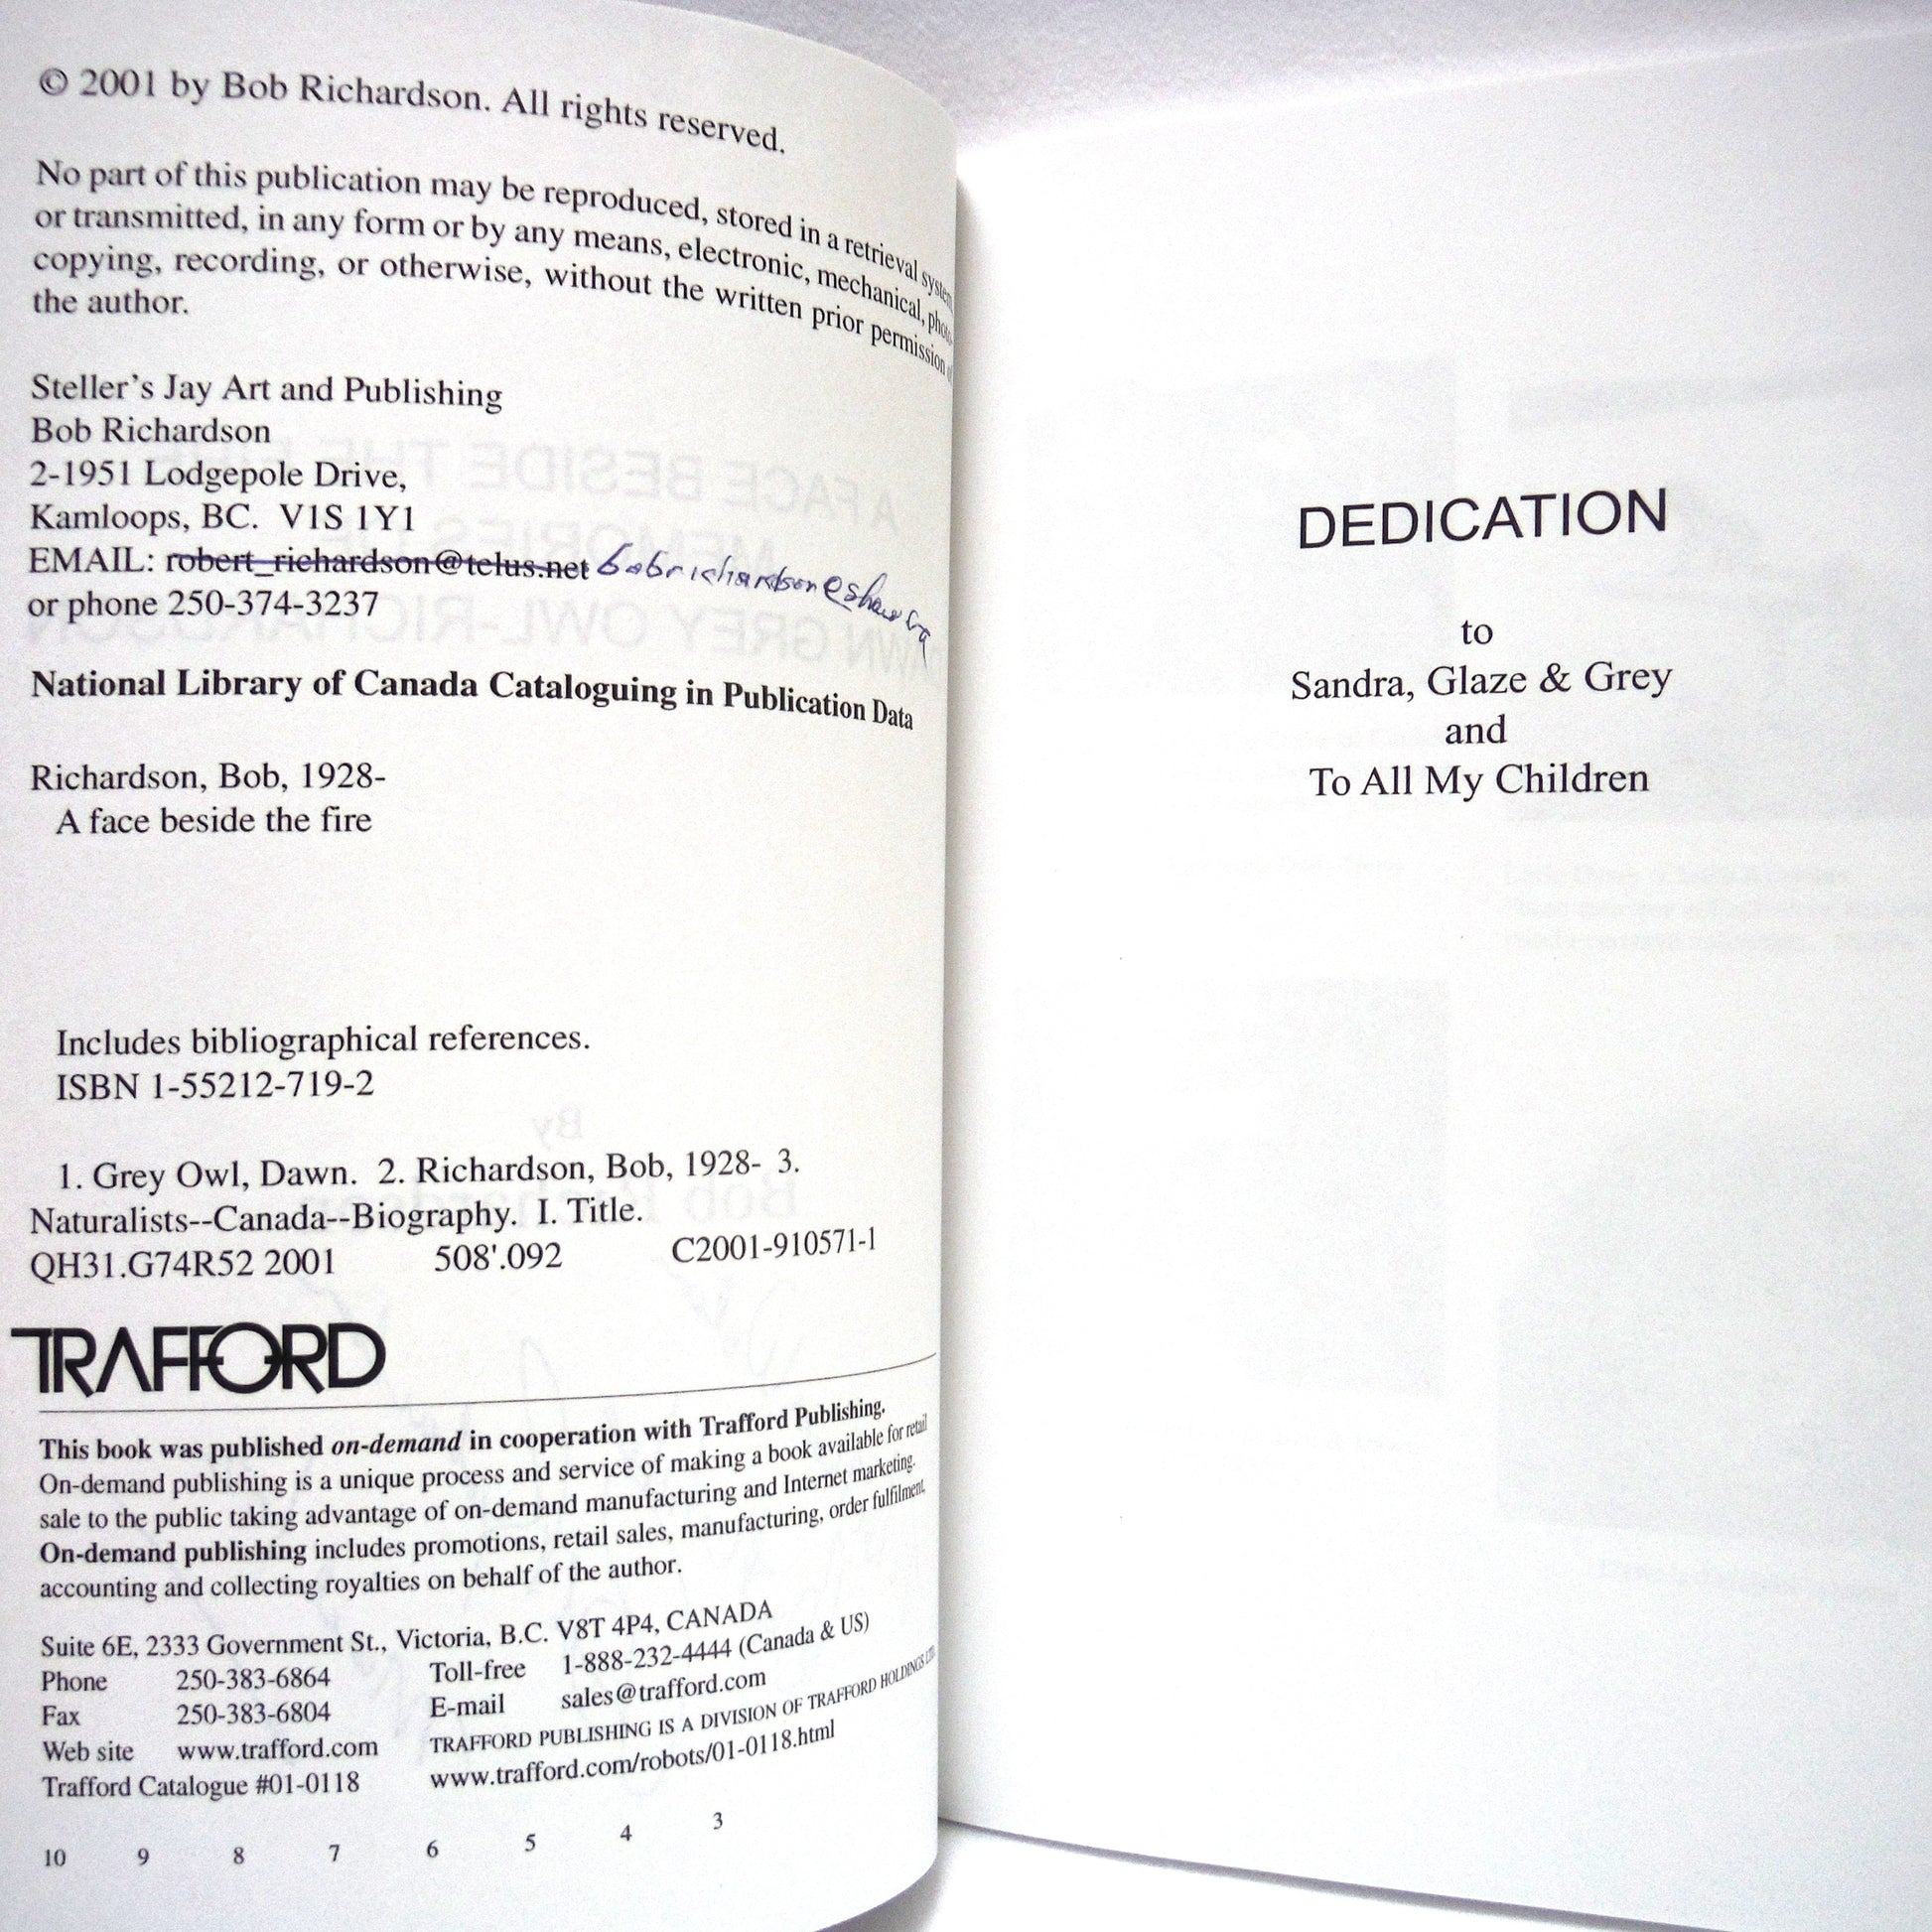 © 2001 by Bob Richardson. All rights reserved.
No part of this publication may be reproduced, stored in a retrieval system,
or transmitted, in any form or by any means, electronic, mechanical, photo-
copying, recording, or otherwise, without the written prior permission of
the author.
Steller's Jay Art and Publishing
Bob Richardson
2-1951 Lodgepole Drive,
Kamloops, BC. V1S 1Y1
EMAIL: robert_richardson@telus.net bobrichardson@shaw.ca
or phone 250-374-3237
National Library of Canada Cataloguing in Publication Data
Richardson, Bob, 1928-
A face beside the fire
Includes bibliographical references.
ISBN 1-55212-719-2
1. Grey Owl, Dawn. 2. Richardson, Bob, 1928- 3.
Naturalists--Canada--Biography. I. Title.
QH31.G74R52 2001 508'.092 C2001-910571-1
TRAFFORD
This book was published on-demand in cooperation with Trafford Publishing.
On-demand publishing is a unique process and service of making a book available for retail
sale to the public taking advantage of on-demand manufacturing and Internet marketing.
On-demand publishing includes promotions, retail sales, manufacturing, order fulfilment,
accounting and collecting royalties on behalf of the author.
Suite 6E, 2333 Government St., Victoria, B.C. V8T 4P4, CANADA
Phone 250-383-6864 Toll-free 1-888-232-4444 (Canada & US)
Fax 250-383-6804 E-mail sales@trafford.com
Web site www.trafford.com TRAFFORD PUBLISHING IS A DIVISION OF TRAFFORD HOLDINGS LTD.
Trafford Catalogue #01-0118 www.trafford.com/robots/01-0118.html
10 9 8 7 6 5 4 3
DEDICATION
to
Sandra, Glaze & Grey
and
To All My Children